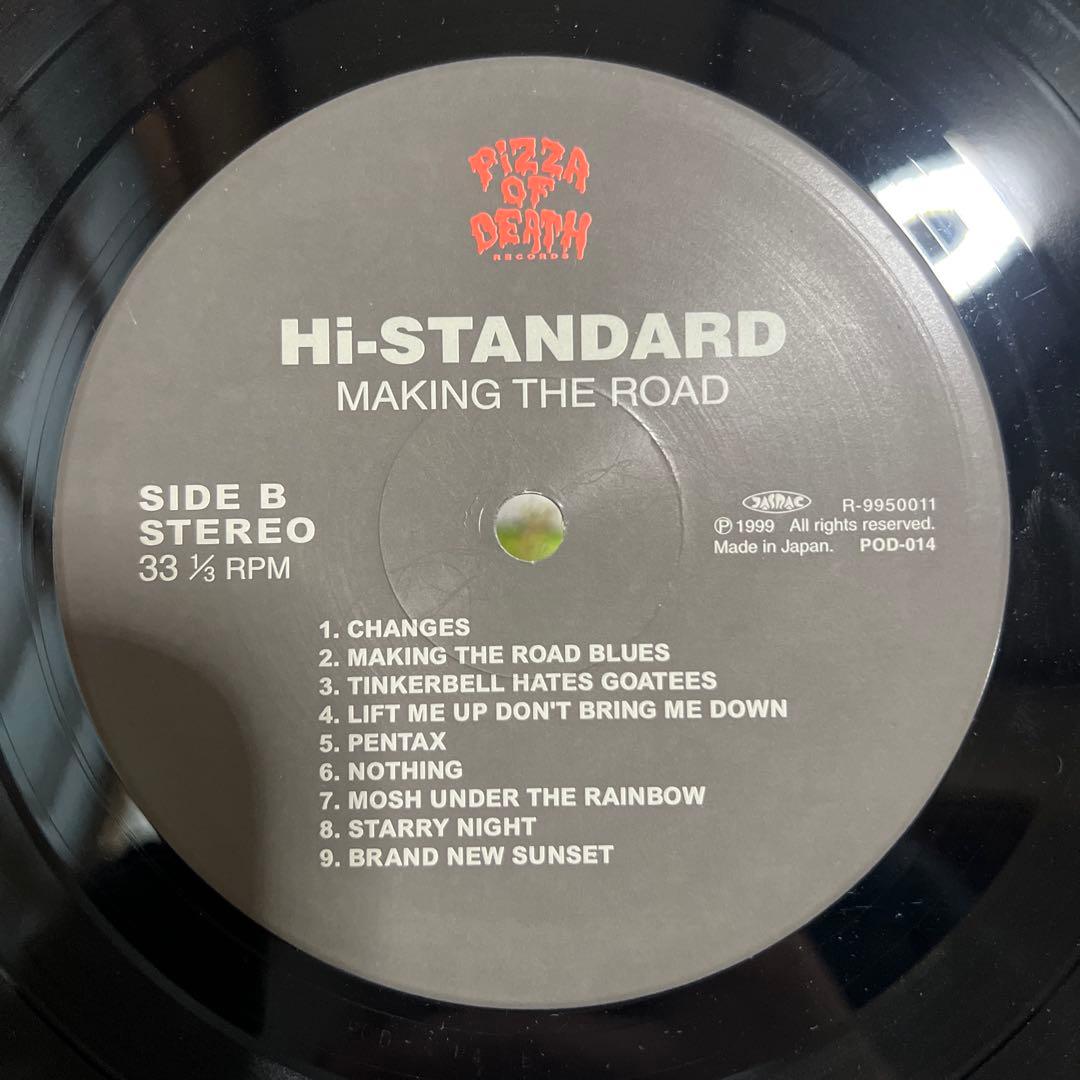 PiZZA
OF
DEATH
RECORDS
Hi-STANDARD
MAKING THE ROAD
SIDE B
STEREO
33 ⅓ RPM
JASRAC R-9950011
Ⓟ 1999 All rights reserved.
Made in Japan. POD-014
1. CHANGES
2. MAKING THE ROAD BLUES
3. TINKERBELL HATES GOATEES
4. LIFT ME UP DON'T BRING ME DOWN
5. PENTAX
6. NOTHING
7. MOSH UNDER THE RAINBOW
8. STARRY NIGHT
9. BRAND NEW SUNSET